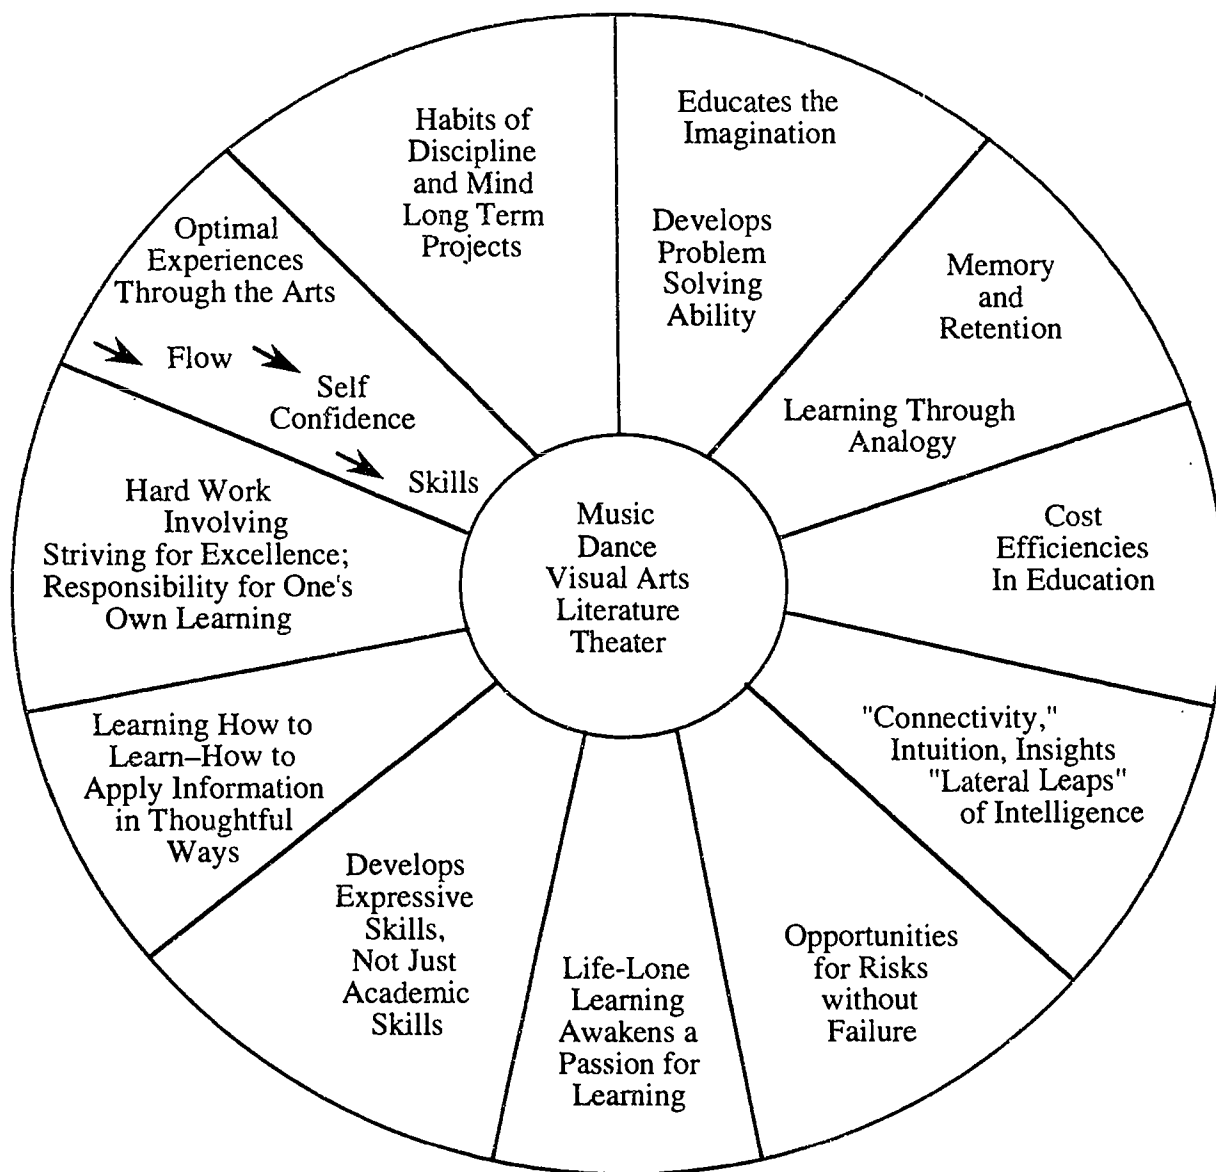 Habits of
Discipline
and Mind
Long Term
Projects
Educates the
Imagination
Develops
Problem
Solving
Ability
Memory
and
Retention
Learning Through
Analogy
Cost
Efficiencies
In Education
"Connectivity,"
Intuition, Insights
"Lateral Leaps"
of Intelligence
Opportunities
for Risks
without
Failure
Life-Lone
Learning
Awakens a
Passion for
Learning
Develops
Expressive
Skills,
Not Just
Academic
Skills
Learning How to
Learn–How to
Apply Information
in Thoughtful
Ways
Hard Work
Involving
Striving for Excellence;
Responsibility for One's
Own Learning
Optimal
Experiences
Through the Arts
Flow
Self
Confidence
Skills
Music
Dance
Visual Arts
Literature
Theater